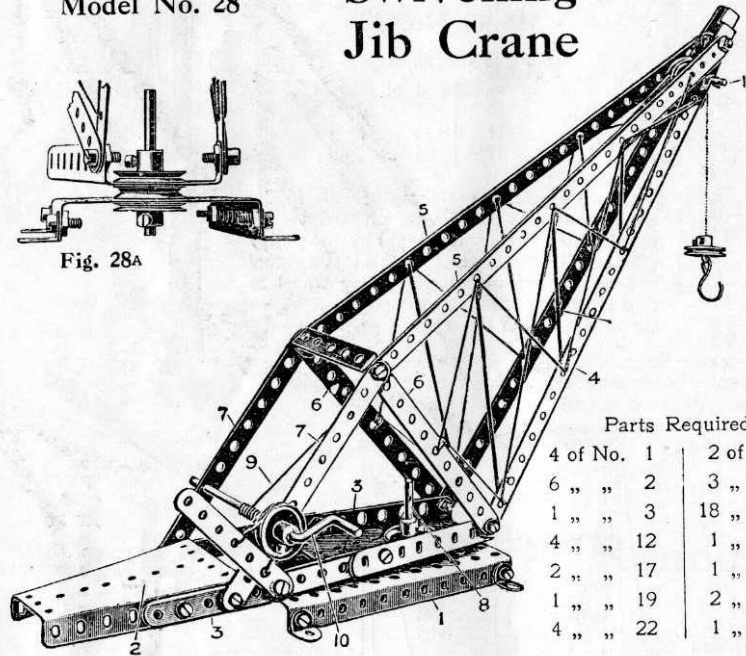 Model No. 28
Jib Crane
Fig. 28A
5
5
4
6
6
7
7
9
3
8
10
1
3
2
Parts Required
4 of No. 1 2 of
6 „ „ 2 3 „
1 „ „ 3 18 „
4 „ „ 12 1 „
2 „ „ 17 1 „
1 „ „ 19 2 „
4 „ „ 22 1 „